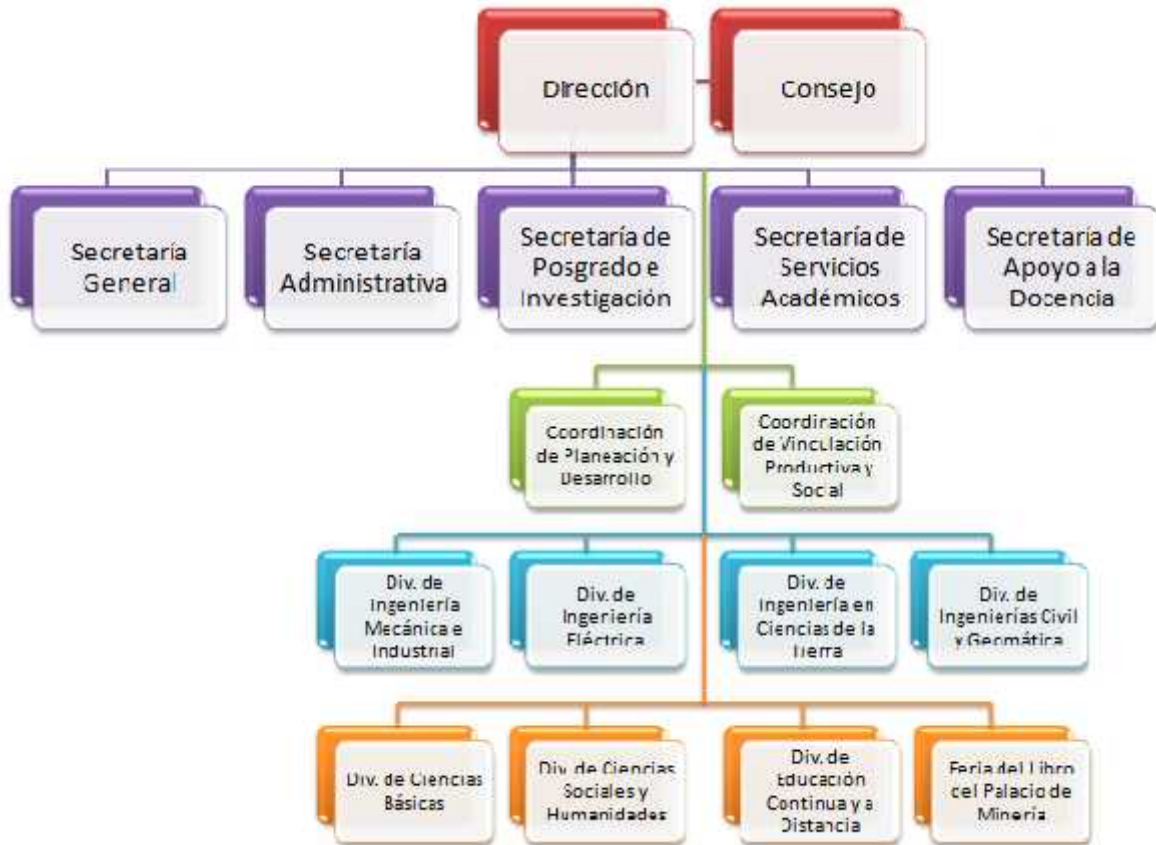 Dirección
Consejo
Secretaría
General
Secretaría
Administrativa
Secretaría de
Posgrado e
Investigación
Secretaría de
Servicios
Académicos
Secretaría de
Apoyo a la
Docencia
Coordinación
de Planeación y
Desarrollo
Coordinación
de Vinculación
Productiva y
Social
Div. de
Ingeniería
Mecánica e
Industrial
Div. de
Ingeniería
Eléctrica
Div. de
Ingeniería en
Ciencias de la
Tierra
Div. de
Ingenierías Civil
y Geomática
Div. de Ciencias
Básicas
Div. de Ciencias
Sociales y
Humanidades
Div. de
Educación
Continua y a
Distancia
Feria del Libro
del Palacio de
Minería